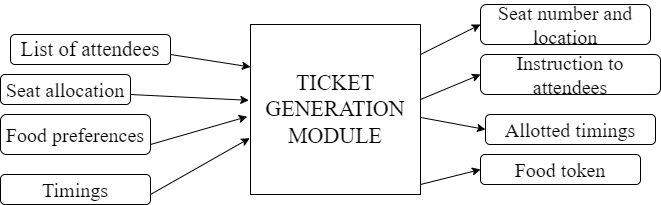 List of attendees
Seat allocation
Food preferences
Timings
TICKET
GENERATION
MODULE
Seat number and
location
Instruction to
attendees
Allotted timings
Food token